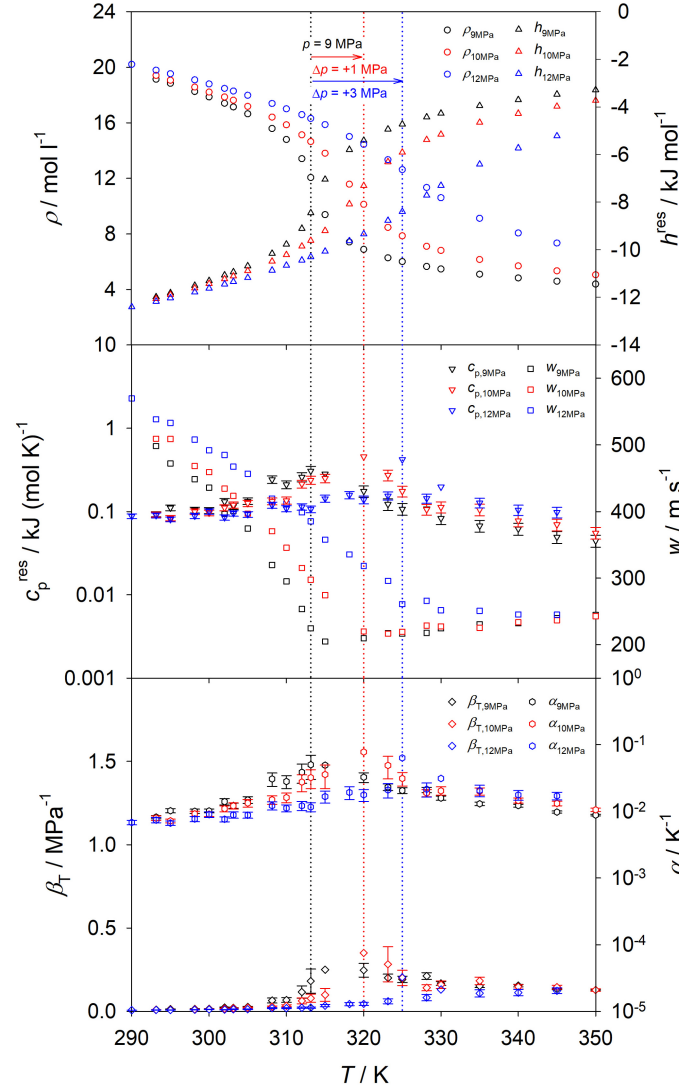 24
20
16
12
8
4
ρ / mol l⁻¹
0
-2
-4
-6
-8
-10
-12
-14
hʳᵉˢ / kJ mol⁻¹
p = 9 MPa
Δp = +1 MPa
Δp = +3 MPa
ρ9MPa h9MPa
ρ10MPa h10MPa
ρ12MPa h12MPa
10
1
0.1
0.01
0.001
cₚʳᵉˢ / kJ (mol K)⁻¹
600
500
400
300
200
w / m s⁻¹
cp,9MPa w9MPa
cp,10MPa w10MPa
cp,12MPa w12MPa
1.5
1.0
0.5
0.0
βT / MPa⁻¹
10⁰
10⁻¹
10⁻²
10⁻³
10⁻⁴
10⁻⁵
α / K⁻¹
βT,9MPa α9MPa
βT,10MPa α10MPa
βT,12MPa α12MPa
290 300 310 320 330 340 350
T / K